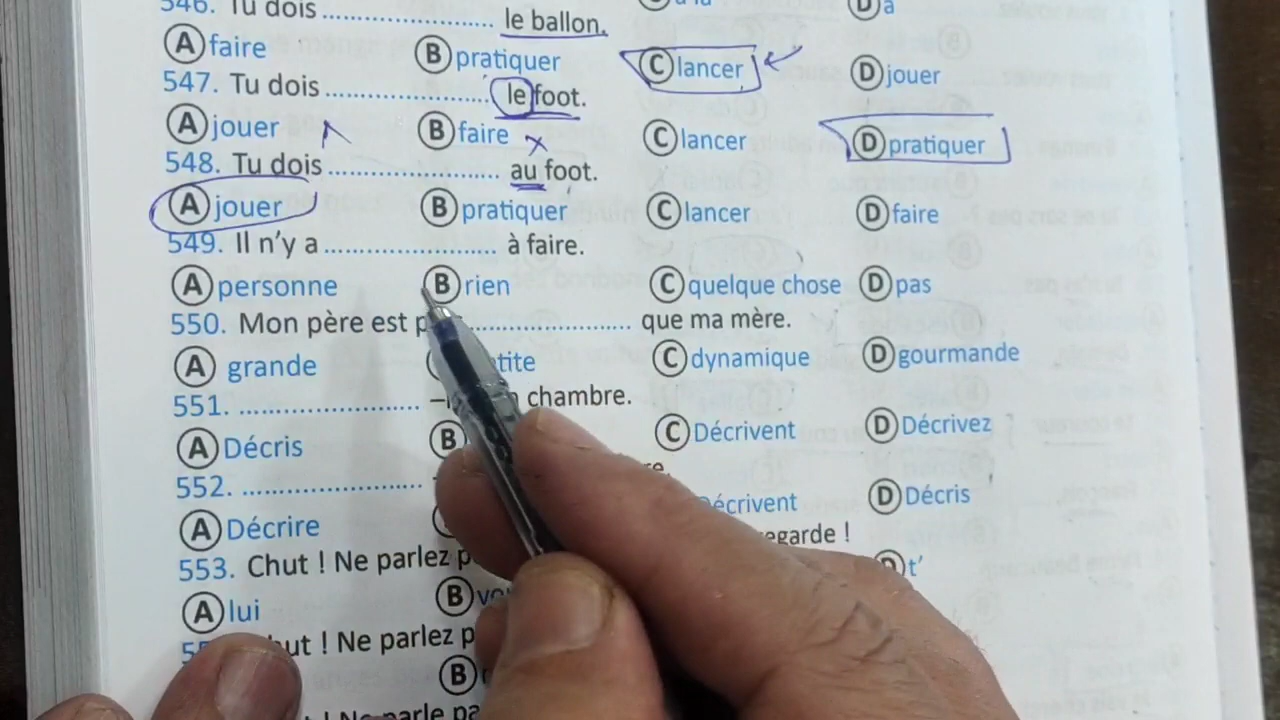 546. Tu dois .................... le ballon.
A faire B pratiquer C lancer D jouer
547. Tu dois .................... le foot.
A jouer B faire C lancer D pratiquer
548. Tu dois .................... au foot.
A jouer B pratiquer C lancer D faire
549. Il n'y a .................... à faire.
A personne B rien C quelque chose D pas
550. Mon père est .................... que ma mère.
A grande C dynamique D gourmande
551. .................... chambre.
A Décris B C Décrivent D Décrivez
552. ....................
A Décrire Décrivent D Décris
553. Chut ! Ne parlez regarde !
A lui B D t'
Chut ! Ne parlez
B
Ne parle